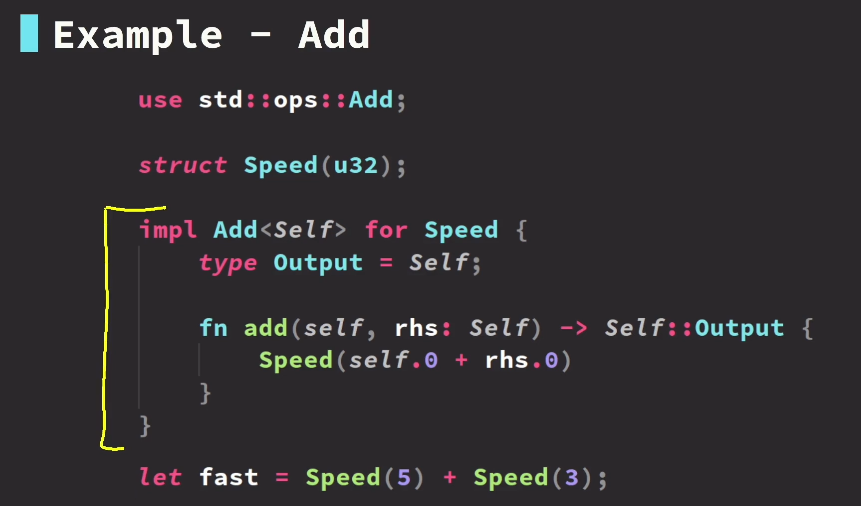 Example - Add
use std::ops::Add;
struct Speed(u32);
impl Add<Self> for Speed {
type Output = Self;
fn add(self, rhs: Self) -> Self::Output {
Speed(self.0 + rhs.0)
}
}
let fast = Speed(5) + Speed(3);